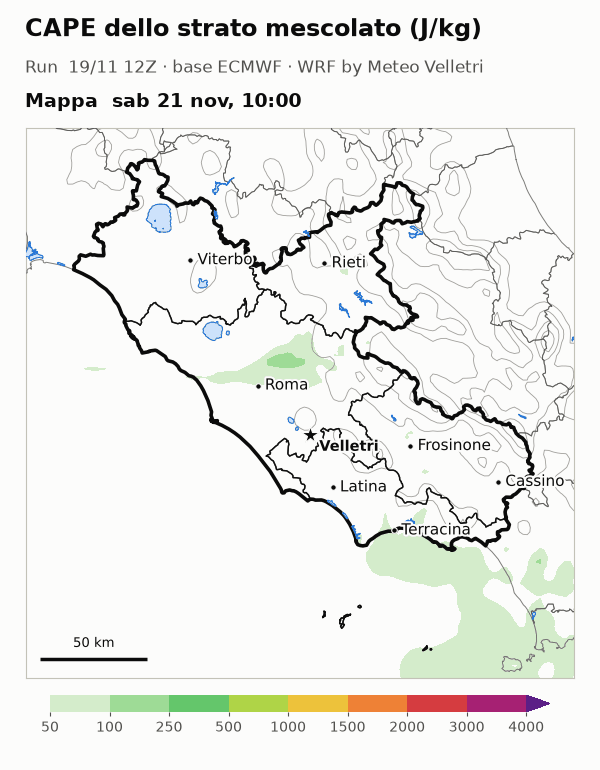 CAPE dello strato mescolato (J/kg)
Run  19/11 12Z · base ECMWF · WRF by Meteo Velletri
Mappa  sab 21 nov, 10:00
Viterbo
Rieti
Roma
Velletri
Frosinone
Cassino
Latina
Terracina
50 km
50 100 250 500 1000 1500 2000 3000 4000